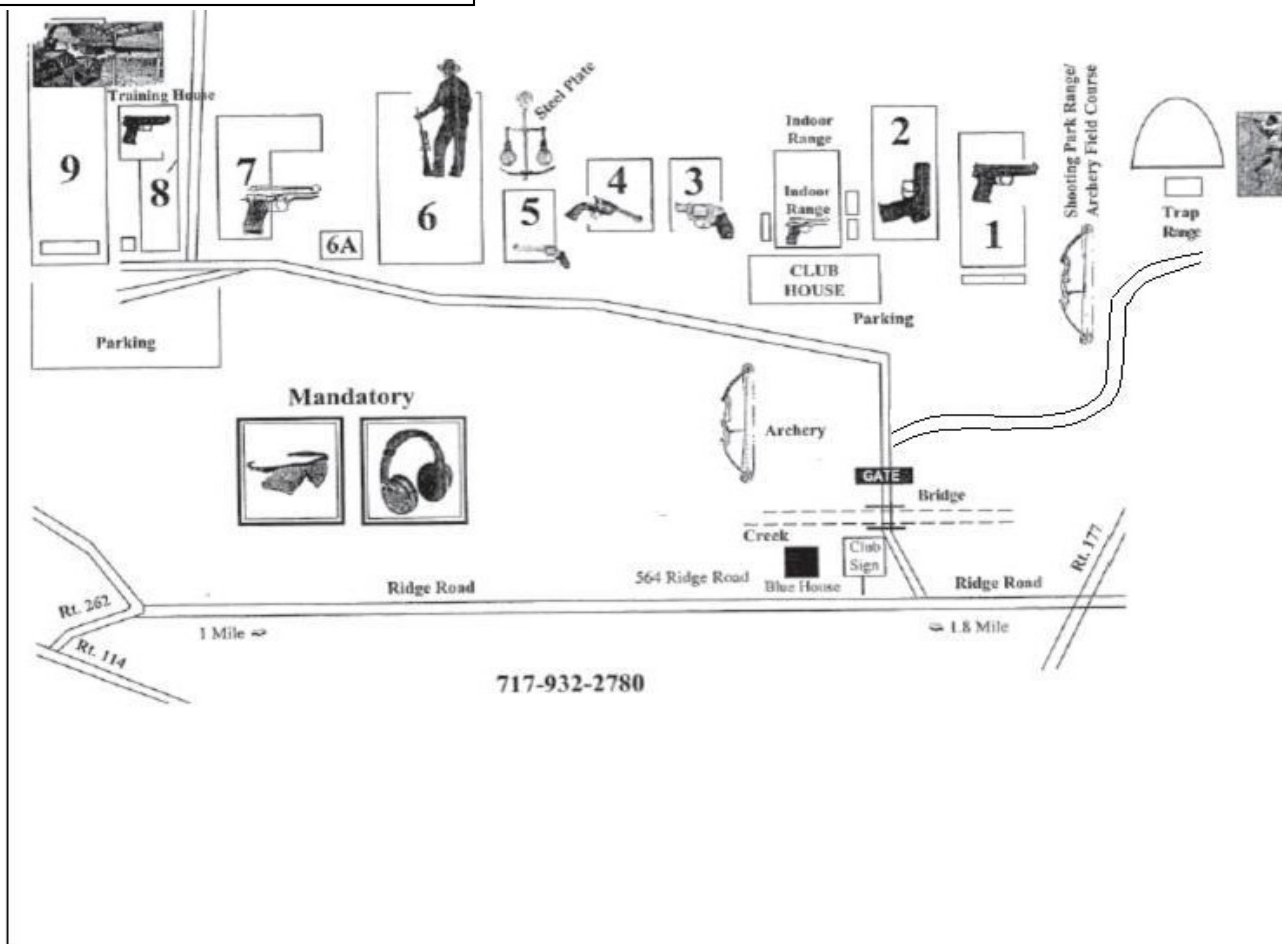 Training House
9
8
7
6A
6
Steel Plate
5
4
3
Indoor
Range
Indoor
Range
2
1
CLUB
HOUSE
Parking
Shooting Park Range/
Archery Field Course
Trap
Range
Parking
Mandatory
Archery
GATE
Bridge
Creek
564 Ridge Road
Blue House
Club
Sign
Ridge Road
Ridge Road
Rt. 177
Rt. 262
Rt. 114
1 Mile
1.8 Mile
717-932-2780